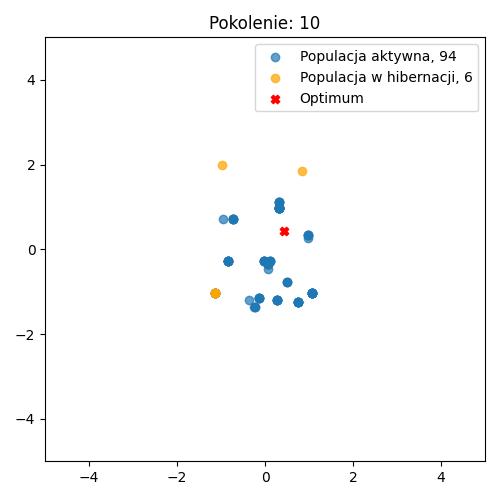 Pokolenie: 10
Populacja aktywna, 94
Populacja w hibernacji, 6
Optimum
4
2
0
−2
−4
−4 −2 0 2 4